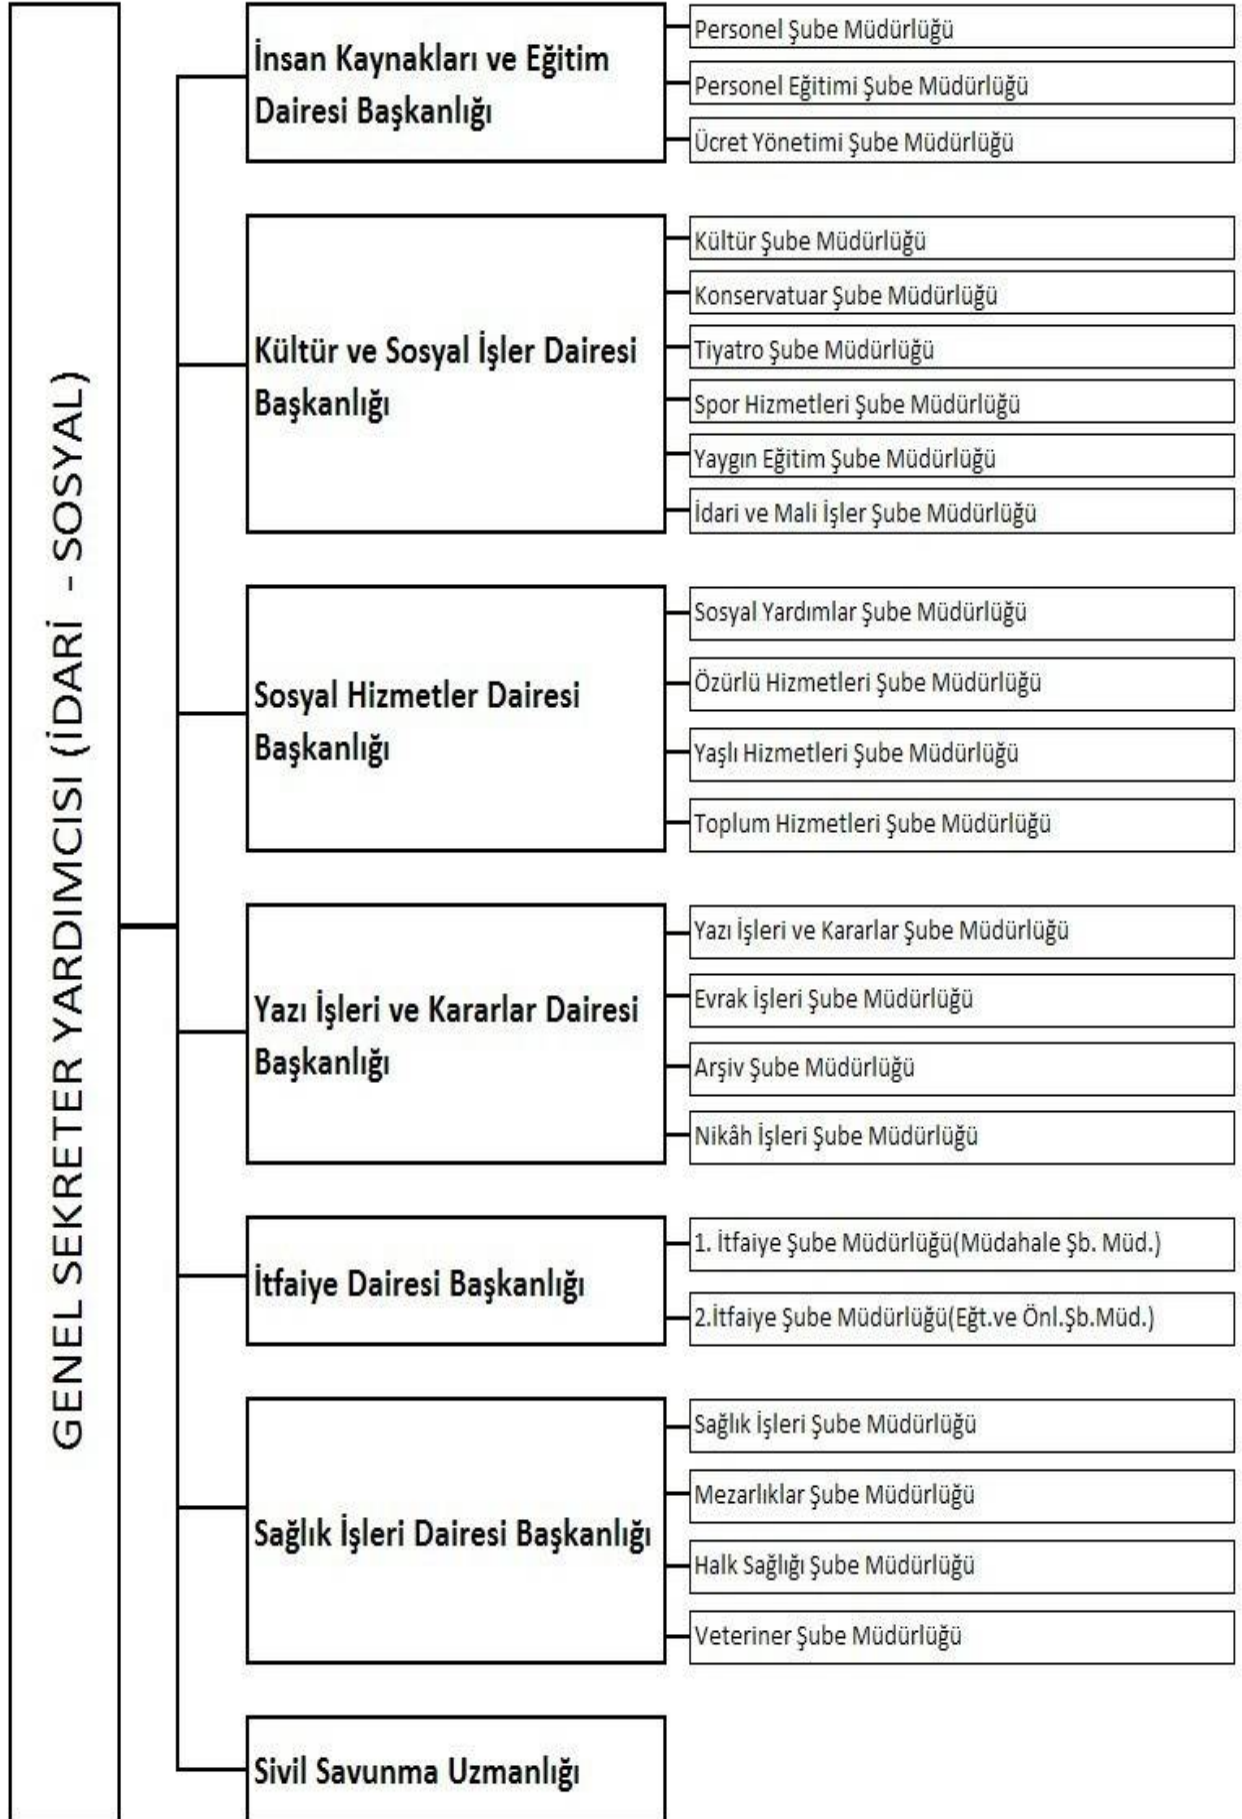 GENEL SEKRETER YARDIMCISI (İDARİ - SOSYAL)
İnsan Kaynakları ve Eğitim
Dairesi Başkanlığı
Personel Şube Müdürlüğü
Personel Eğitimi Şube Müdürlüğü
Ücret Yönetimi Şube Müdürlüğü
Kültür ve Sosyal İşler Dairesi
Başkanlığı
Kültür Şube Müdürlüğü
Konservatuar Şube Müdürlüğü
Tiyatro Şube Müdürlüğü
Spor Hizmetleri Şube Müdürlüğü
Yaygın Eğitim Şube Müdürlüğü
İdari ve Mali İşler Şube Müdürlüğü
Sosyal Hizmetler Dairesi
Başkanlığı
Sosyal Yardımlar Şube Müdürlüğü
Özürlü Hizmetleri Şube Müdürlüğü
Yaşlı Hizmetleri Şube Müdürlüğü
Toplum Hizmetleri Şube Müdürlüğü
Yazı İşleri ve Kararlar Dairesi
Başkanlığı
Yazı İşleri ve Kararlar Şube Müdürlüğü
Evrak İşleri Şube Müdürlüğü
Arşiv Şube Müdürlüğü
Nikâh İşleri Şube Müdürlüğü
İtfaiye Dairesi Başkanlığı
1. İtfaiye Şube Müdürlüğü(Müdahale Şb. Müd.)
2.İtfaiye Şube Müdürlüğü(Eğt.ve Önl.Şb.Müd.)
Sağlık İşleri Dairesi Başkanlığı
Sağlık İşleri Şube Müdürlüğü
Mezarlıklar Şube Müdürlüğü
Halk Sağlığı Şube Müdürlüğü
Veteriner Şube Müdürlüğü
Sivil Savunma Uzmanlığı